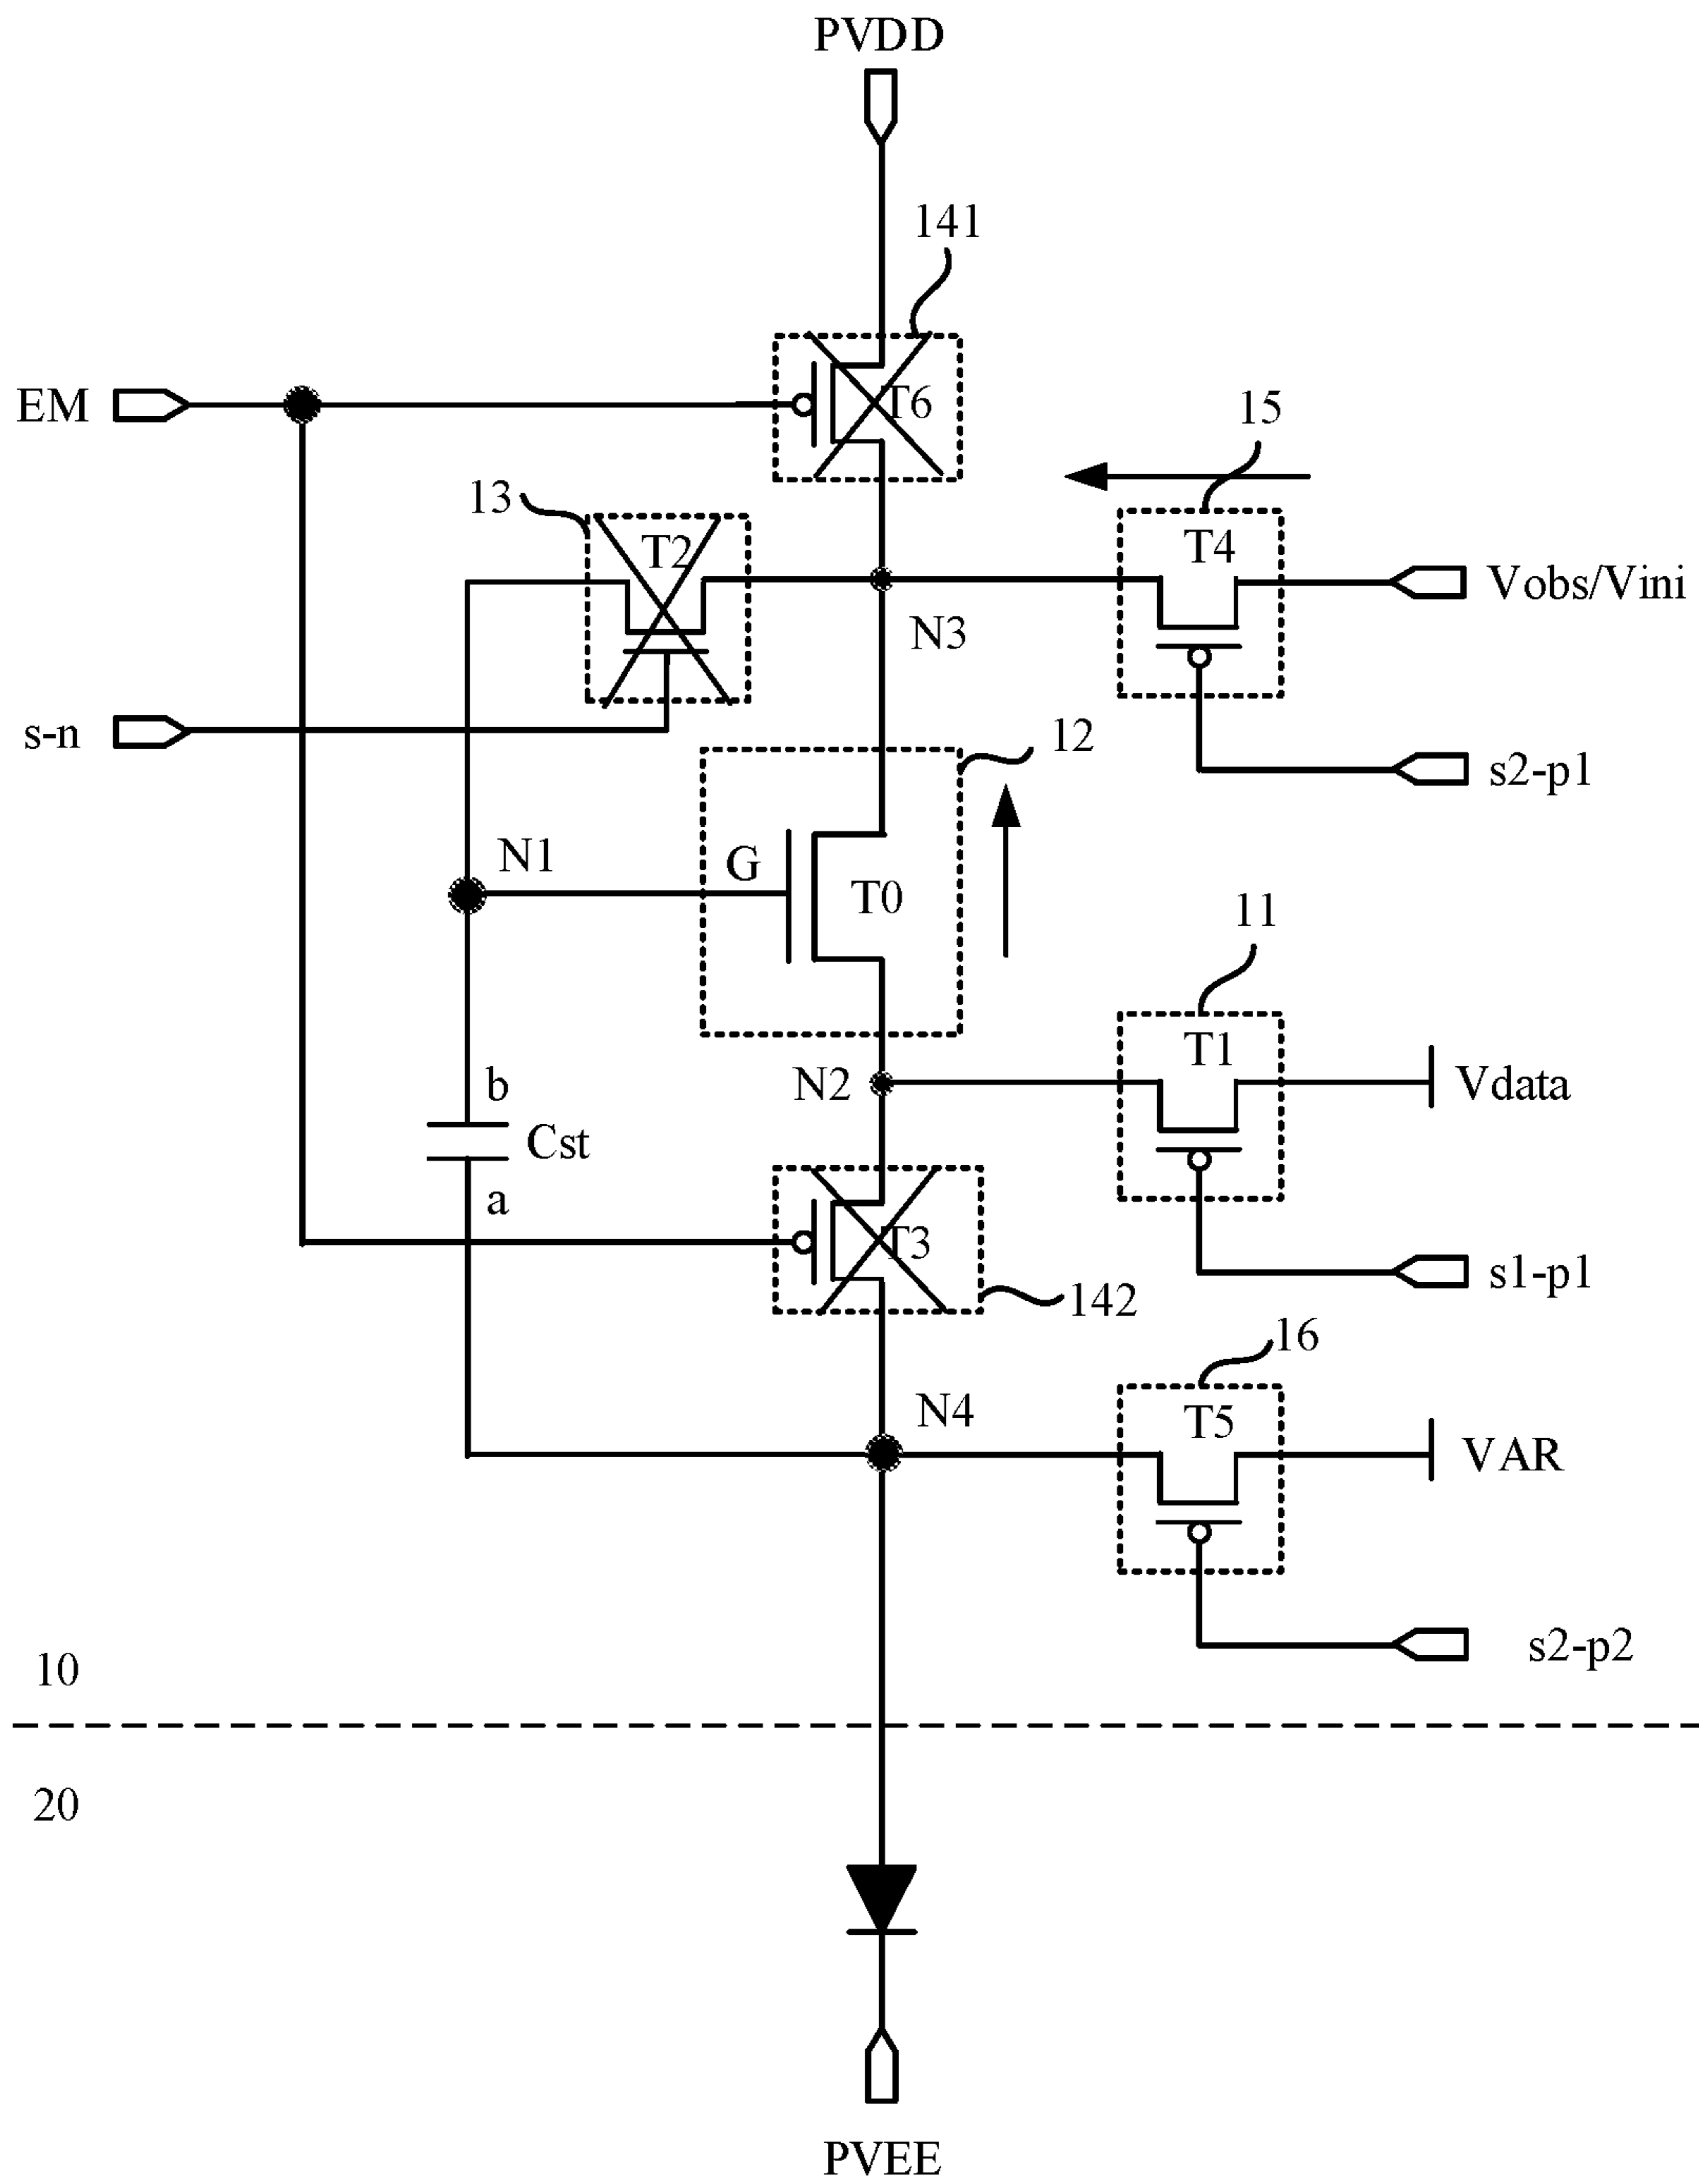 PVDD
141
EM
T6
15
13
T2
T4
Vobs/Vini
N3
s-n
12
s2-p1
N1
G
T0
11
T1
N2
Vdata
b
Cst
a
T3
s1-p1
142
16
N4
T5
VAR
s2-p2
10
20
PVEE